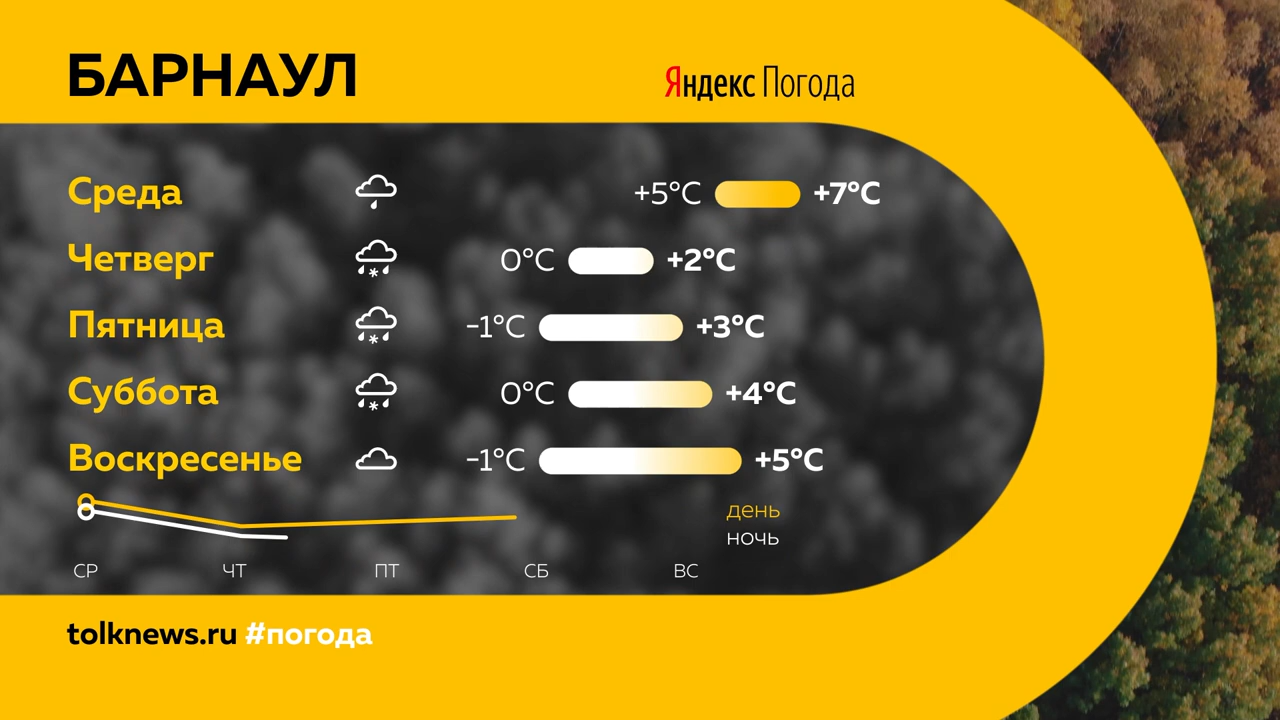 БАРНАУЛ
Яндекс Погода
Среда +5°C +7°C
Четверг 0°C +2°C
Пятница -1°C +3°C
Суббота 0°C +4°C
Воскресенье -1°C +5°C
день
ночь
СР ЧТ ПТ СБ ВС
tolknews.ru #погода